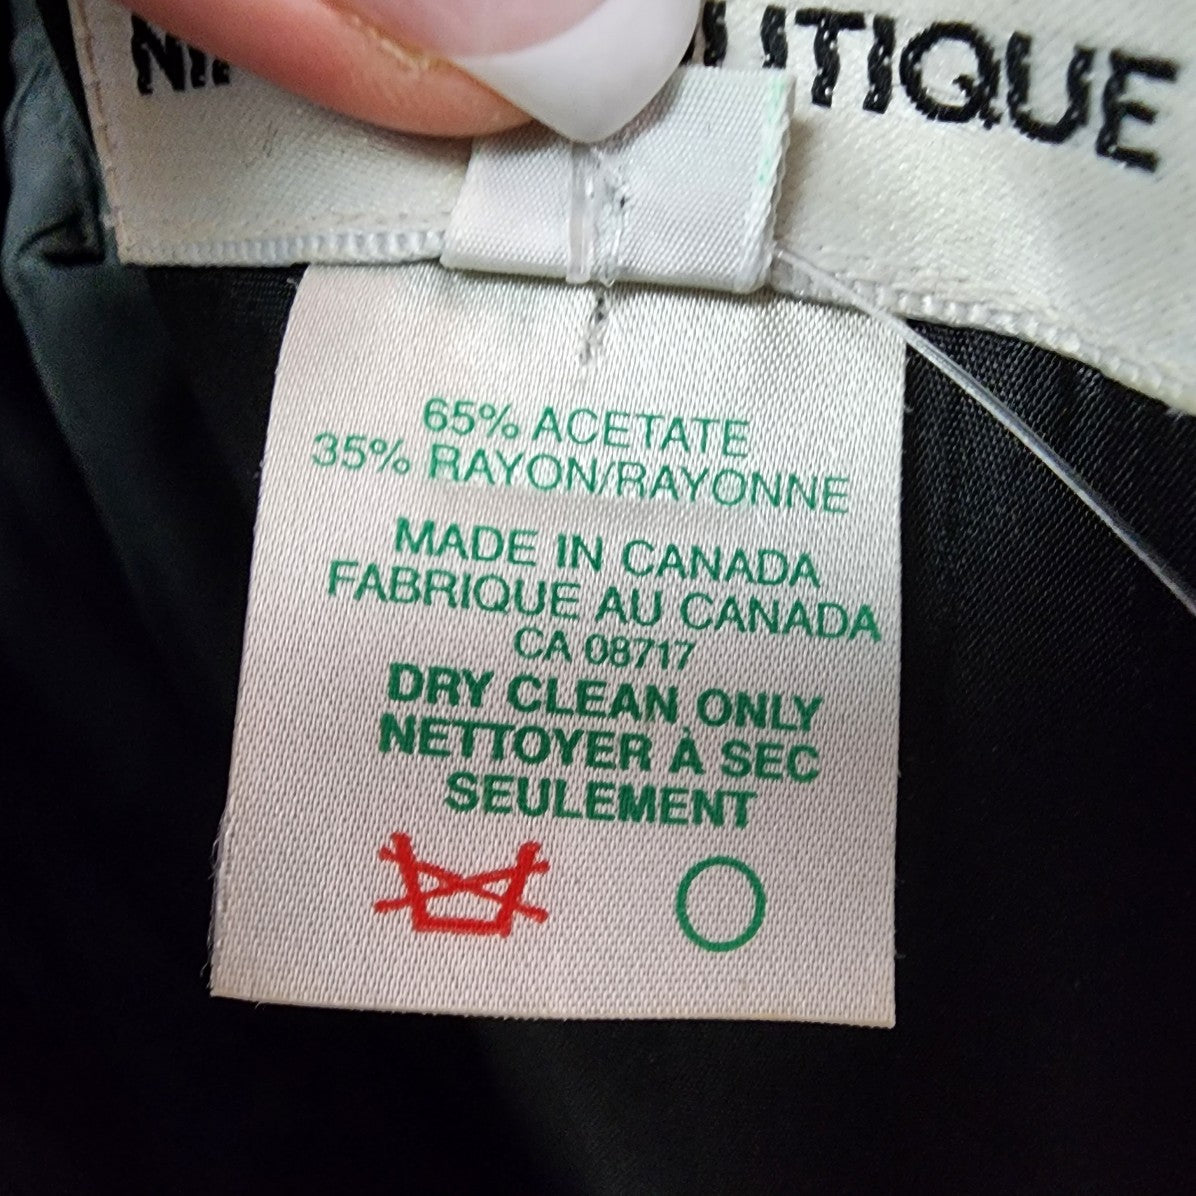 65% ACETATE
35% RAYON/RAYONNE
MADE IN CANADA
FABRIQUE AU CANADA
CA 08717
DRY CLEAN ONLY
NETTOYER À SEC
SEULEMENT